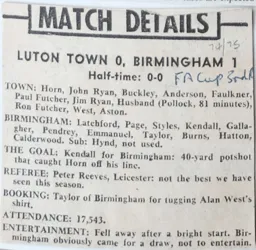 MATCH DETAILS
72/73
LUTON TOWN 0, BIRMINGHAM 1
Half-time: 0-0
FA Cup 3rd R
TOWN: Horn, John Ryan, Buckley, Anderson, Faulkner,
Paul Futcher, Jim Ryan, Husband (Pollock, 81 minutes),
Ron Futcher, West, Aston.
BIRMINGHAM: Latchford, Page, Styles, Kendall, Galla-
gher, Pendrey, Emmanuel, Taylor, Burns, Hatton,
Calderwood. Sub: Hynd, not used.
THE GOAL: Kendall for Birmingham: 40-yard potshot
that caught Horn off his line.
REFEREE: Peter Reeves, Leicester: not the best we have
seen this season.
BOOKING: Taylor of Birmingham for tugging Alan West's
shirt.
ATTENDANCE: 17,543.
ENTERTAINMENT: Fell away after a bright start. Bir-
mingham obviously came for a draw, not to entertain.